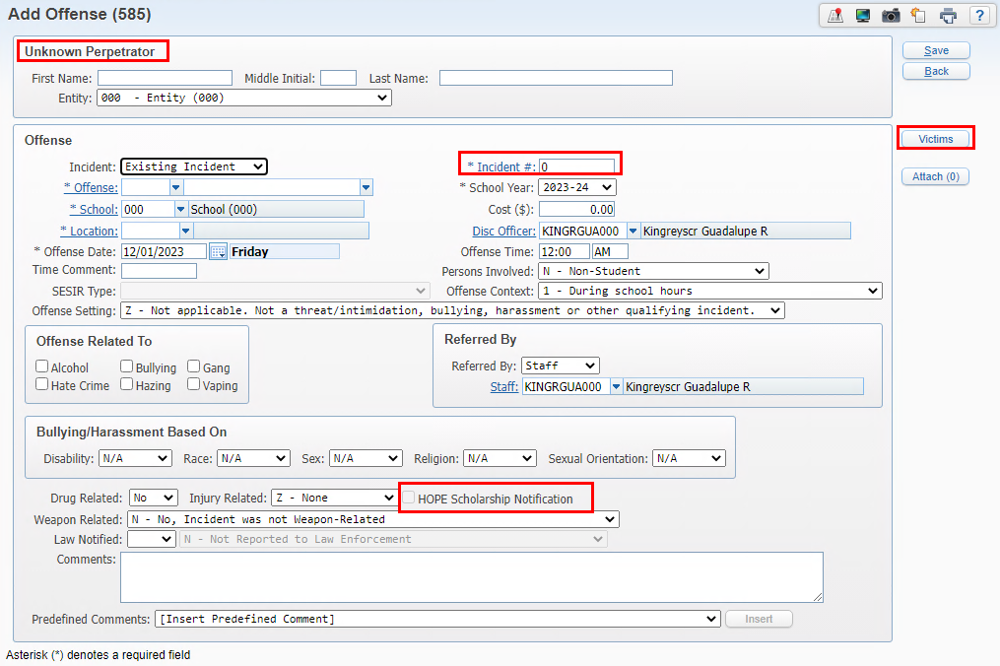 Add Offense (585)
?
Unknown Perpetrator
First Name: Middle Initial: Last Name:
Entity: 000 - Entity (000)
Save
Back
Victims
Attach (0)
Offense
Incident: Existing Incident * Incident #: 0
* Offense: * School Year: 2023-24
* School: 000 School (000) Cost ($): 0.00
* Location: Disc Officer: KINGRGUA000 Kingreyscr Guadalupe R
* Offense Date: 12/01/2023 Friday Offense Time: 12:00 AM
Time Comment: Persons Involved: N - Non-Student
SESIR Type: Offense Context: 1 - During school hours
Offense Setting: Z - Not applicable. Not a threat/intimidation, bullying, harassment or other qualifying incident.
Offense Related To
Alcohol Bullying Gang
Hate Crime Hazing Vaping
Referred By
Referred By: Staff
Staff: KINGRGUA000 Kingreyscr Guadalupe R
Bullying/Harassment Based On
Disability: N/A Race: N/A Sex: N/A Religion: N/A Sexual Orientation: N/A
Drug Related: No Injury Related: Z - None HOPE Scholarship Notification
Weapon Related: N - No, Incident was not Weapon-Related
Law Notified: N - Not Reported to Law Enforcement
Comments:
Predefined Comments: [Insert Predefined Comment] Insert
Asterisk (*) denotes a required field